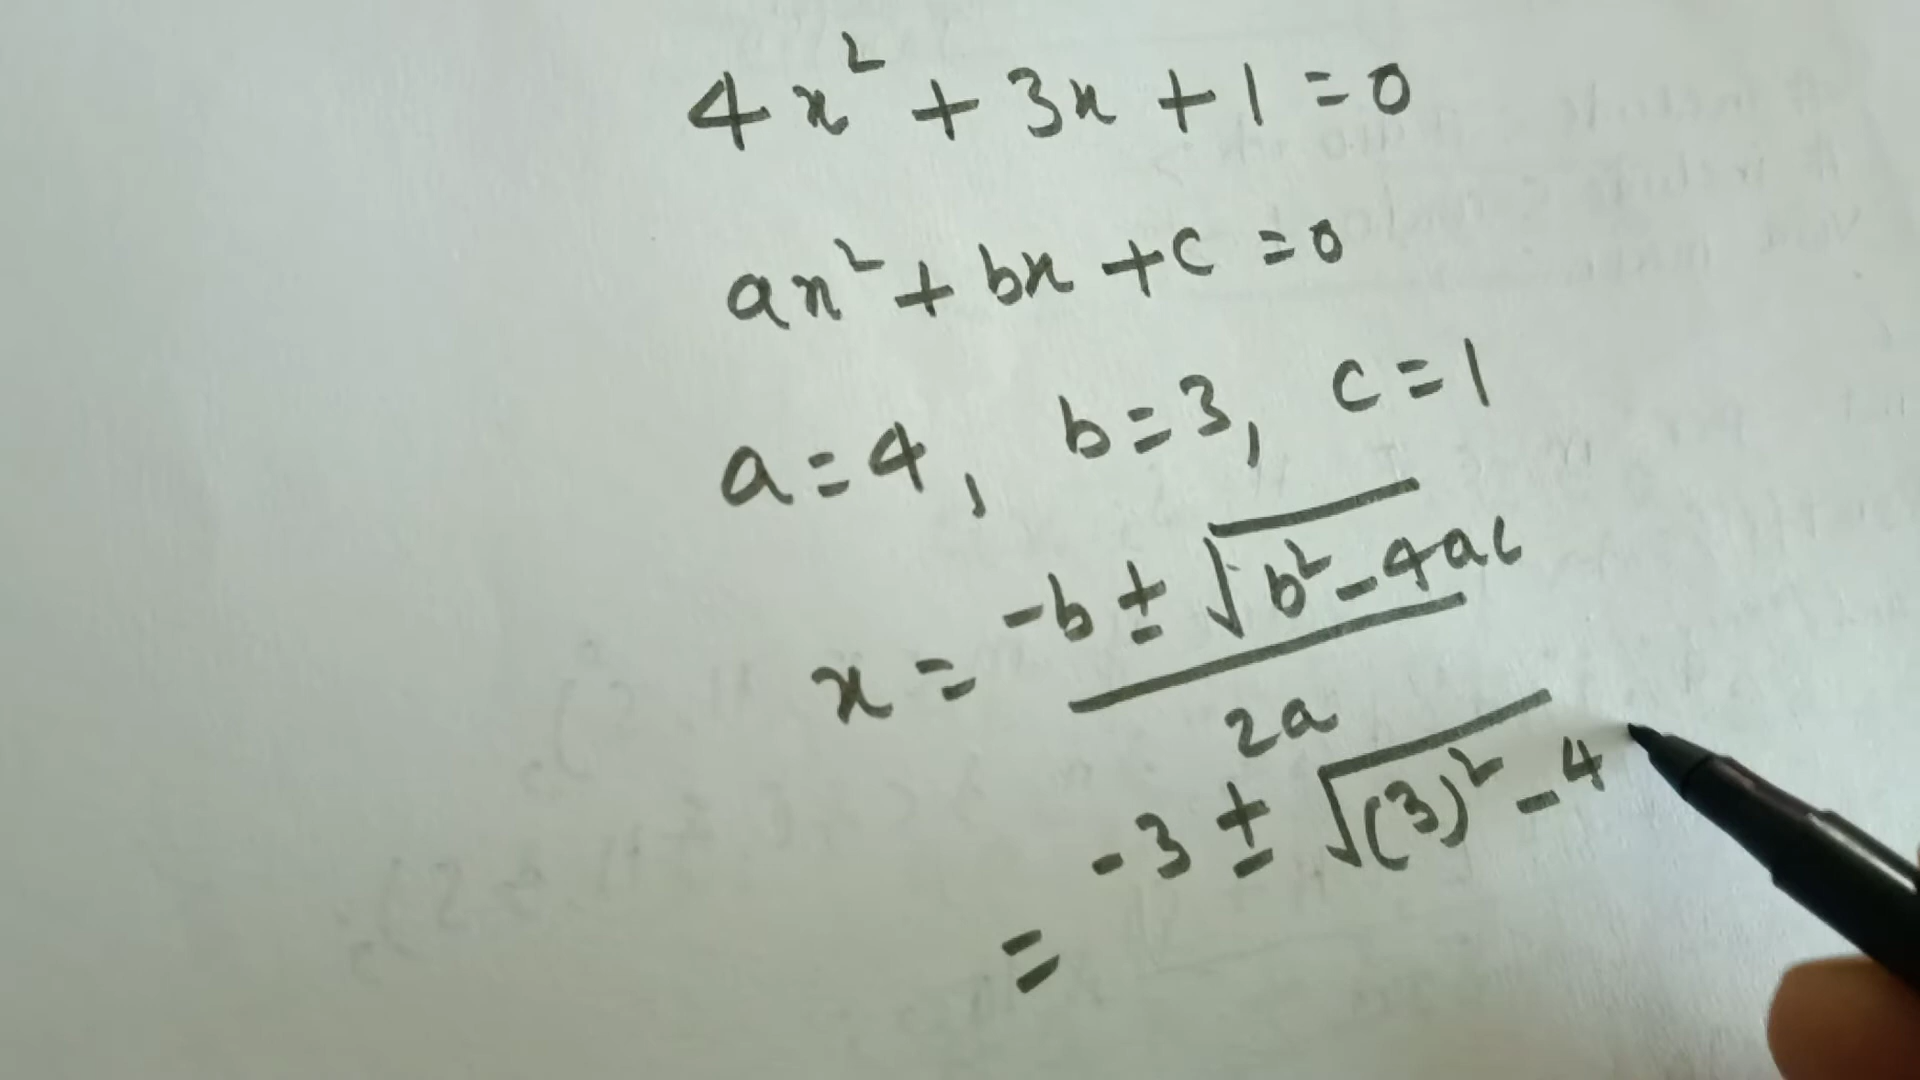 4x² + 3x + 1 = 0
ax² + bx + c = 0
a = 4, b = 3, c = 1
x = (-b ± √(b² - 4ac)) / 2a
= -3 ± √((3)² - 4